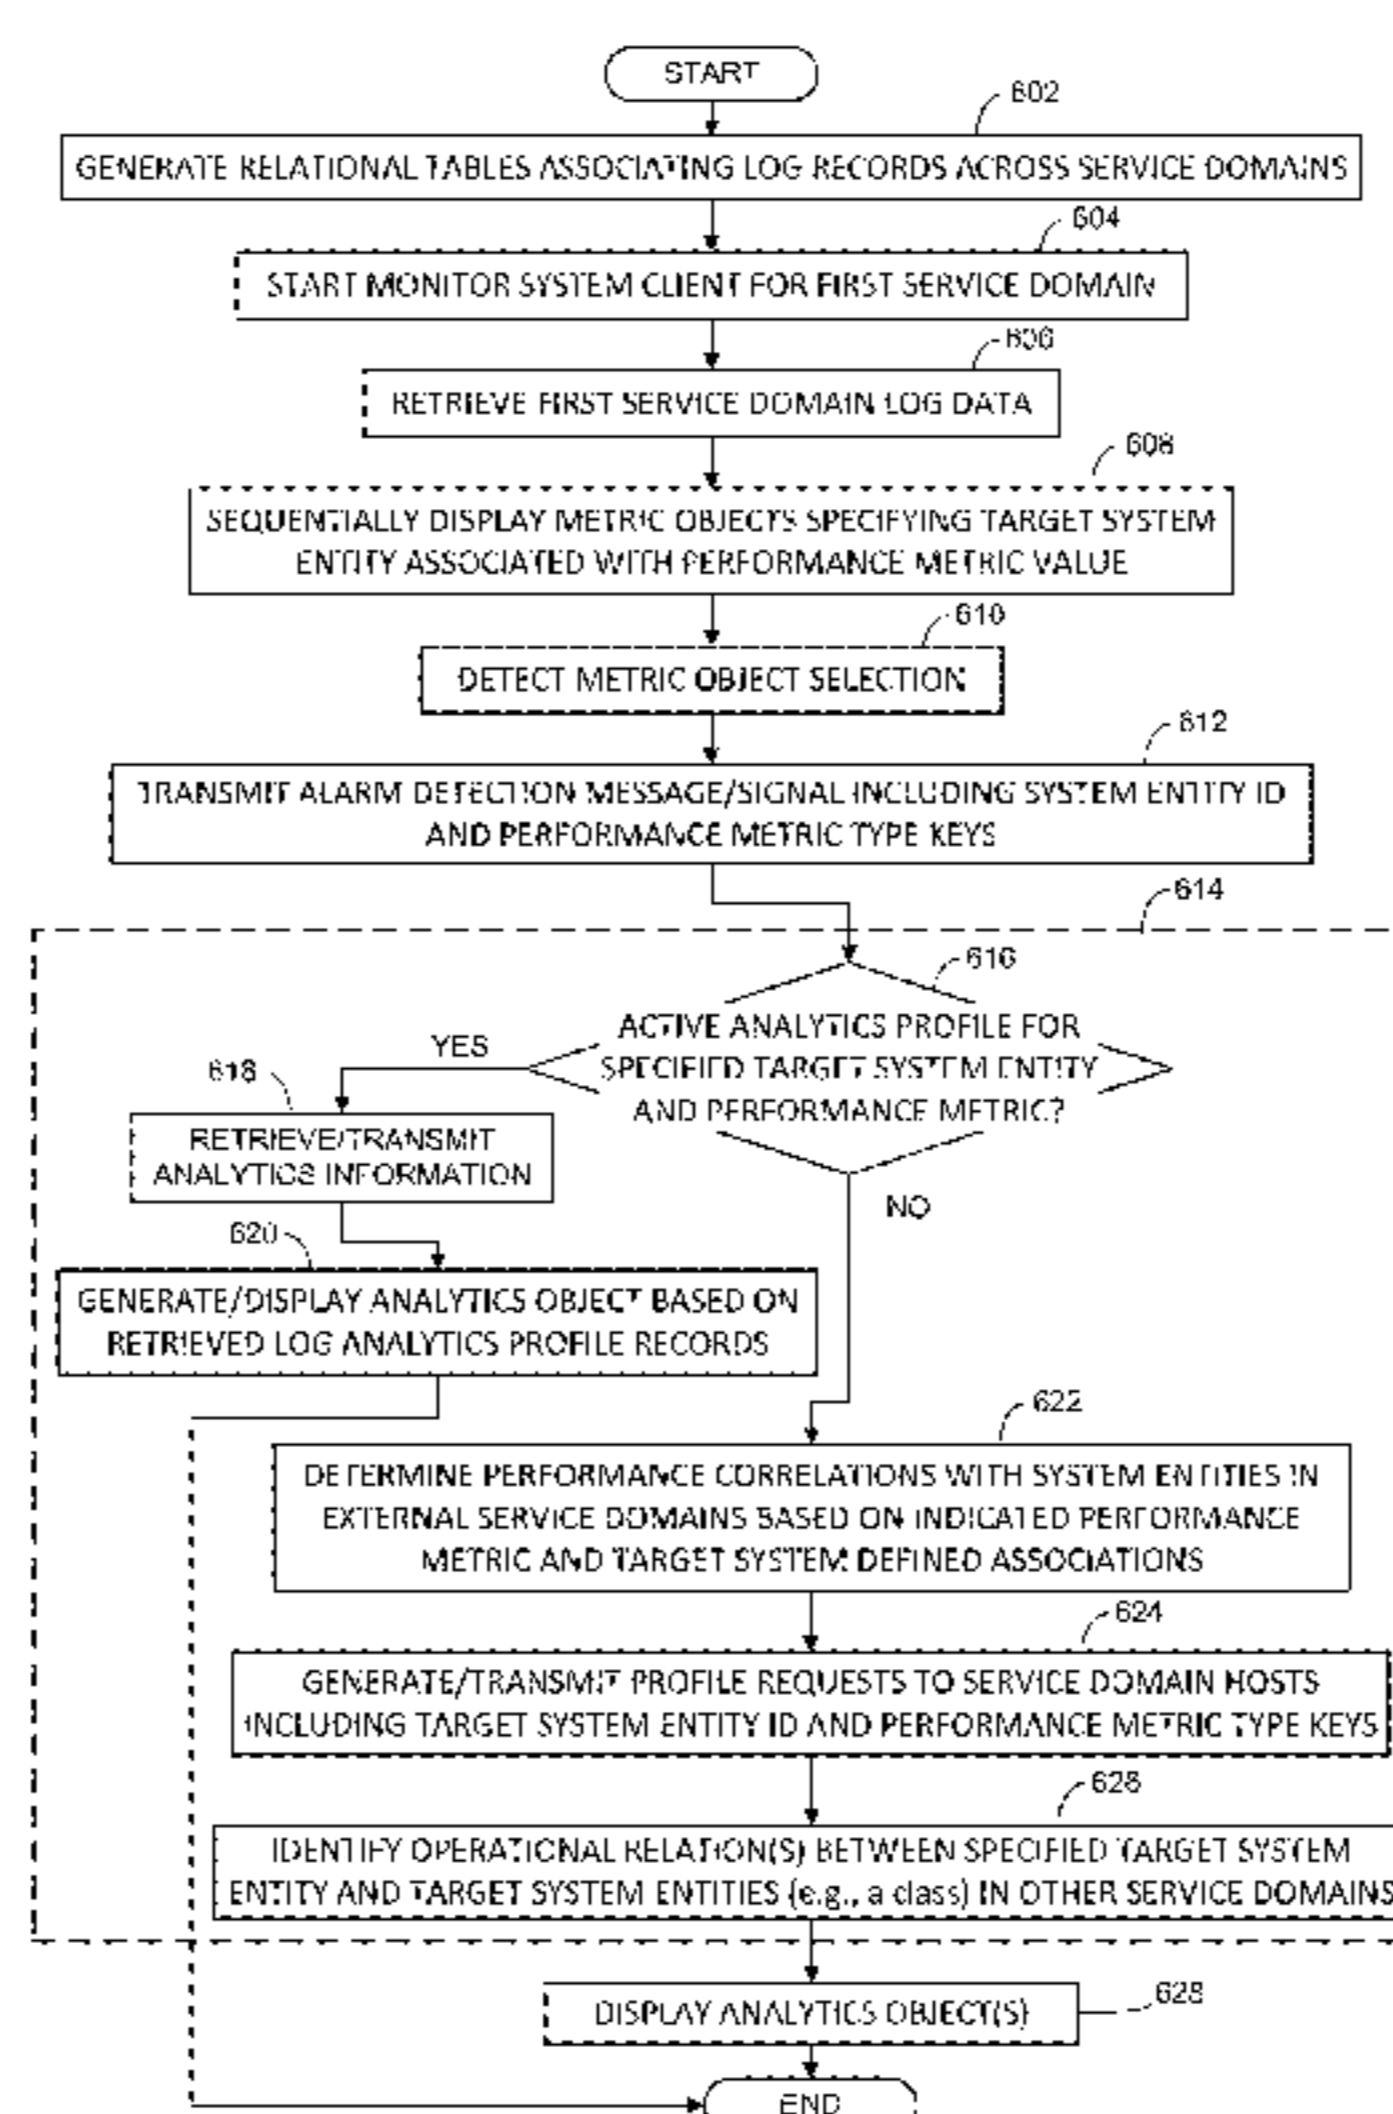 START
602
GENERATE RELATIONAL TABLES ASSOCIATING LOG RECORDS ACROSS SERVICE DOMAINS
604
START MONITOR SYSTEM CLIENT FOR FIRST SERVICE DOMAIN
606
RETRIEVE FIRST SERVICE DOMAIN LOG DATA
608
SEQUENTIALLY DISPLAY METRIC OBJECTS SPECIFYING TARGET SYSTEM
ENTITY ASSOCIATED WITH PERFORMANCE METRIC VALUE
610
DETECT METRIC OBJECT SELECTION
612
TRANSMIT ALARM DETECTION MESSAGE/SIGNAL INCLUDING SYSTEM ENTITY ID
AND PERFORMANCE METRIC TYPE KEYS
614
616
ACTIVE ANALYTICS PROFILE FOR
SPECIFIED TARGET SYSTEM ENTITY
AND PERFORMANCE METRIC?
YES
618
RETRIEVE/TRANSMIT
ANALYTICS INFORMATION
NO
620
GENERATE/DISPLAY ANALYTICS OBJECT BASED ON
RETRIEVED LOG ANALYTICS PROFILE RECORDS
622
DETERMINE PERFORMANCE CORRELATIONS WITH SYSTEM ENTITIES IN
EXTERNAL SERVICE DOMAINS BASED ON INDICATED PERFORMANCE
METRIC AND TARGET SYSTEM DEFINED ASSOCIATIONS
624
GENERATE/TRANSMIT PROFILE REQUESTS TO SERVICE DOMAIN HOSTS
INCLUDING TARGET SYSTEM ENTITY ID AND PERFORMANCE METRIC TYPE KEYS
628
IDENTIFY OPERATIONAL RELATION(S) BETWEEN SPECIFIED TARGET SYSTEM
ENTITY AND TARGET SYSTEM ENTITIES (e.g., a class) IN OTHER SERVICE DOMAINS
628
DISPLAY ANALYTICS OBJECT(S)
END